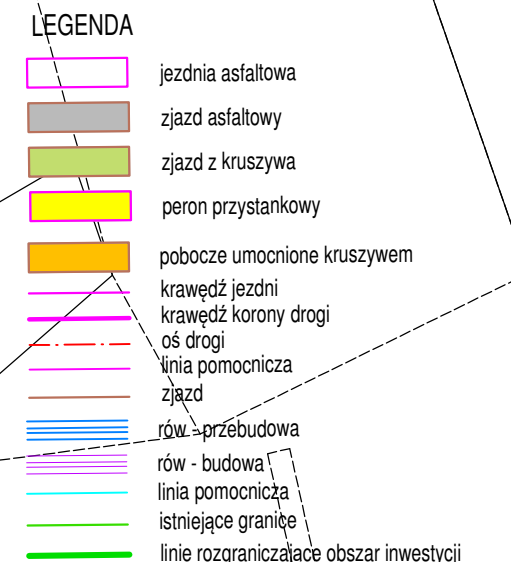 LEGENDA
jezdnia asfaltowa
zjazd asfaltowy
zjazd z kruszywa
peron przystankowy
pobocze umocnione kruszywem
krawędź jezdni
krawędź korony drogi
oś drogi
linia pomocnicza
zjazd
rów - przebudowa
rów - budowa
linia pomocnicza
istniejące granice
linie rozgraniczające obszar inwestycji